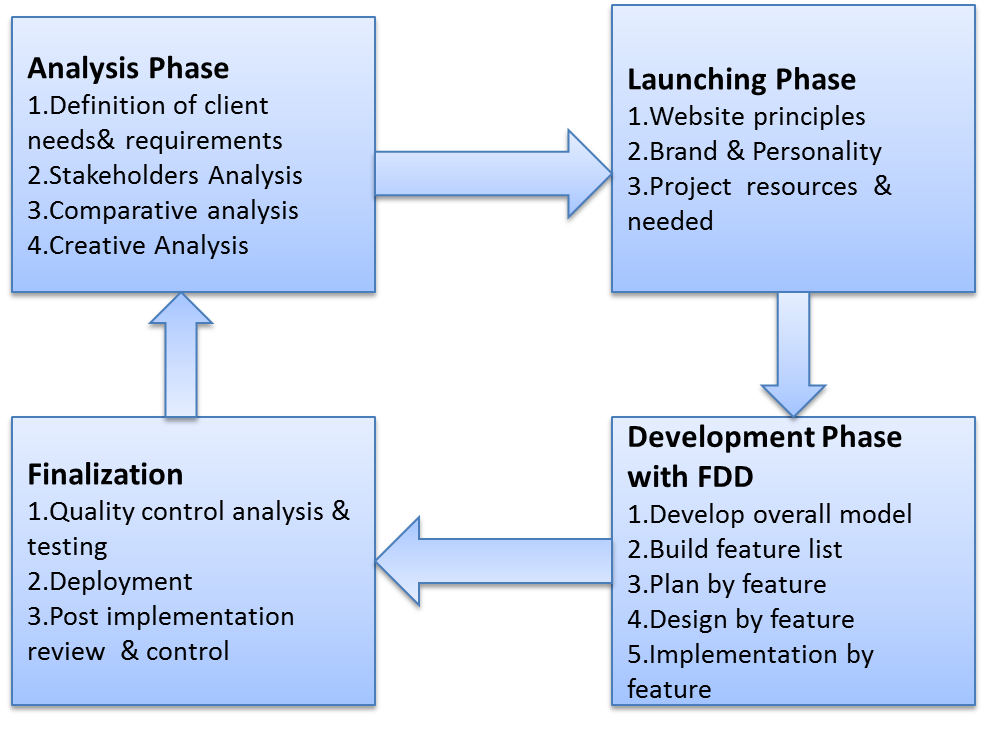 Analysis Phase
1.Definition of client
needs& requirements
2.Stakeholders Analysis
3.Comparative analysis
4.Creative Analysis
Launching Phase
1.Website principles
2.Brand & Personality
3.Project resources &
needed
Development Phase
with FDD
1.Develop overall model
2.Build feature list
3.Plan by feature
4.Design by feature
5.Implementation by
feature
Finalization
1.Quality control analysis &
testing
2.Deployment
3.Post implementation
review & control